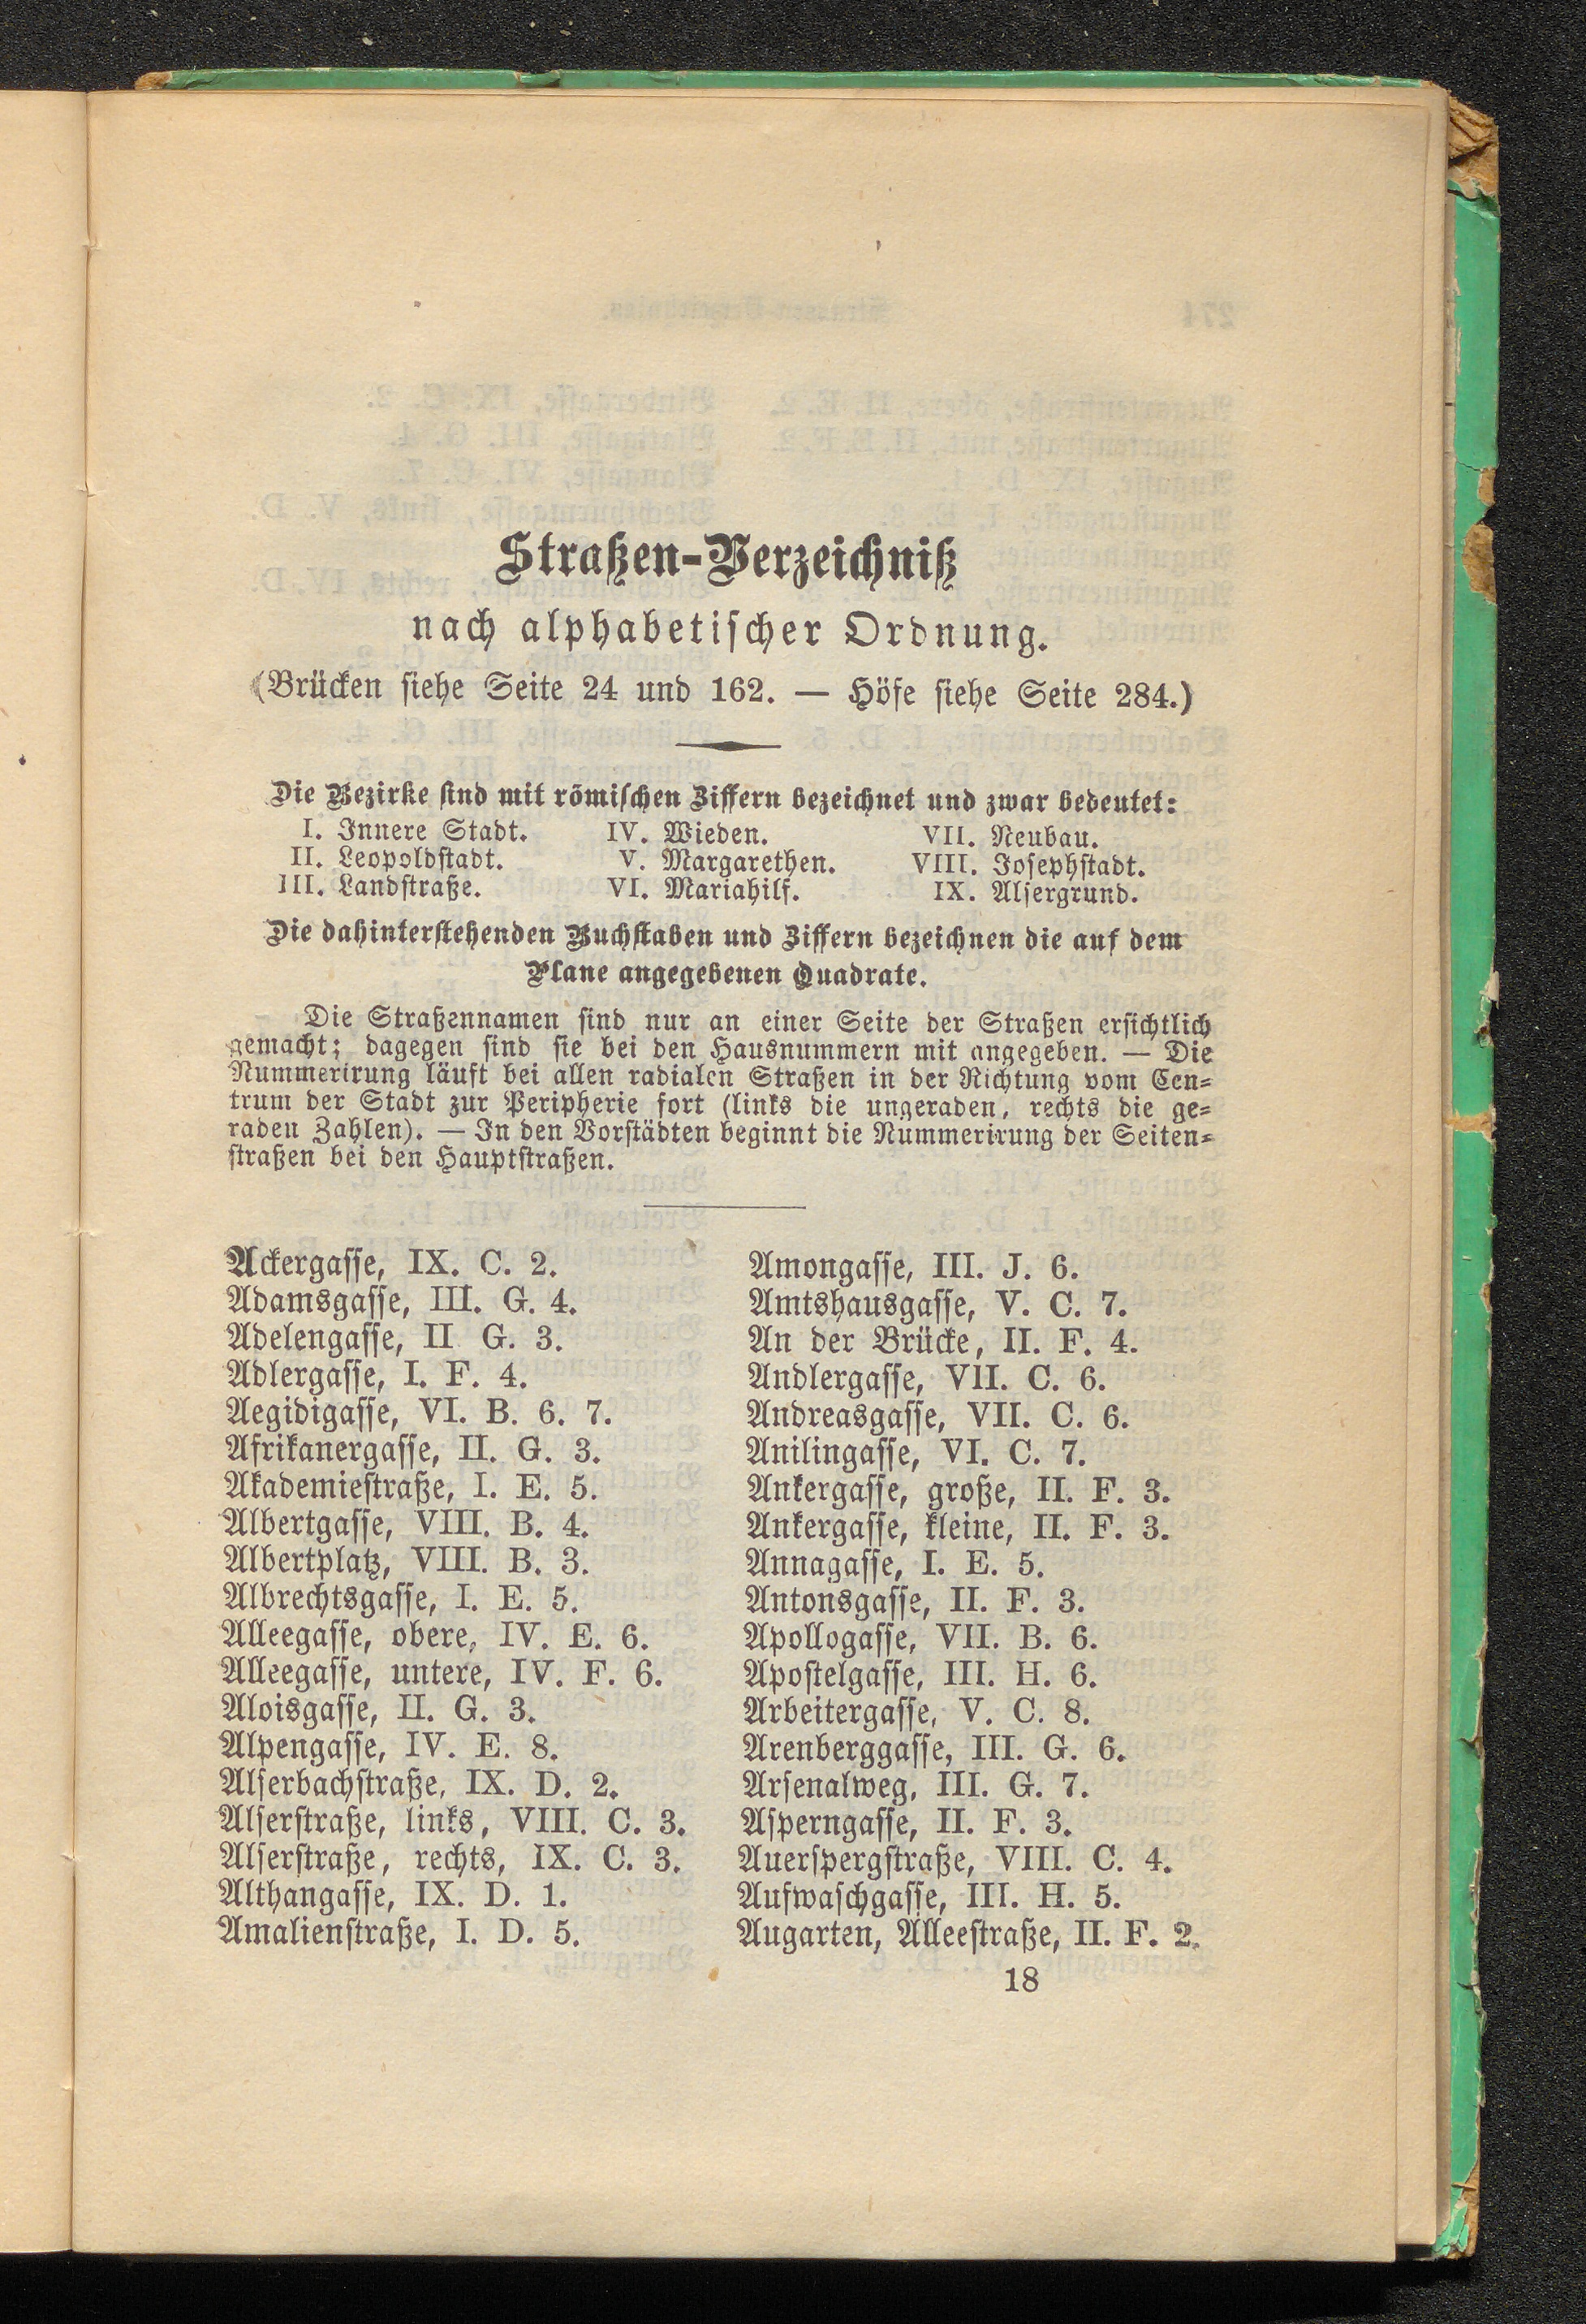 Straßen-Verzeichniß
nach alphabetischer Ordnung.
(Brücken siehe Seite 24 und 162. — Höfe siehe Seite 284.)
Die Bezirke sind mit römischen Ziffern bezeichnet und zwar bedeutet:
I. Innere Stadt. IV. Wieden. VII. Neubau.
II. Leopoldstadt. V. Margarethen. VIII. Josephstadt.
III. Landstraße. VI. Mariahilf. IX. Alsergrund.
Die dahinterstehenden Buchstaben und Ziffern bezeichnen die auf dem
Plane angegebenen Quadrate.
Die Straßennamen sind nur an einer Seite der Straßen ersichtlich
gemacht; dagegen sind sie bei den Hausnummern mit angegeben. — Die
Nummerirung läuft bei allen radialen Straßen in der Richtung vom Cen-
trum der Stadt zur Peripherie fort (links die ungeraden, rechts die ge-
raden Zahlen). — In den Vorstädten beginnt die Nummerirung der Seiten-
straßen bei den Hauptstraßen.
Ackergasse, IX. C. 2.
Adamsgasse, III. G. 4.
Adelengasse, II G. 3.
Adlergasse, I. F. 4.
Aegidigasse, VI. B. 6. 7.
Afrikanergasse, II. G. 3.
Akademiestraße, I. E. 5.
Albertgasse, VIII. B. 4.
Albertplatz, VIII. B. 3.
Albrechtsgasse, I. E. 5.
Alleegasse, obere, IV. E. 6.
Alleegasse, untere, IV. F. 6.
Aloisgasse, II. G. 3.
Alpengasse, IV. E. 8.
Alserbachstraße, IX. D. 2.
Alserstraße, links, VIII. C. 3.
Alserstraße, rechts, IX. C. 3.
Althangasse, IX. D. 1.
Amalienstraße, I. D. 5.
Amongasse, III. J. 6.
Amtshausgasse, V. C. 7.
An der Brücke, II. F. 4.
Andlergasse, VII. C. 6.
Andreasgasse, VII. C. 6.
Anilingasse, VI. C. 7.
Ankergasse, große, II. F. 3.
Ankergasse, kleine, II. F. 3.
Annagasse, I. E. 5.
Antonsgasse, II. F. 3.
Apollogasse, VII. B. 6.
Apostelgasse, III. H. 6.
Arbeitergasse, V. C. 8.
Arenberggasse, III. G. 6.
Arsenalweg, III. G. 7.
Asperngasse, II. F. 3.
Auerspergstraße, VIII. C. 4.
Aufwaschgasse, III. H. 5.
Augarten, Alleestraße, II. F. 2.
18